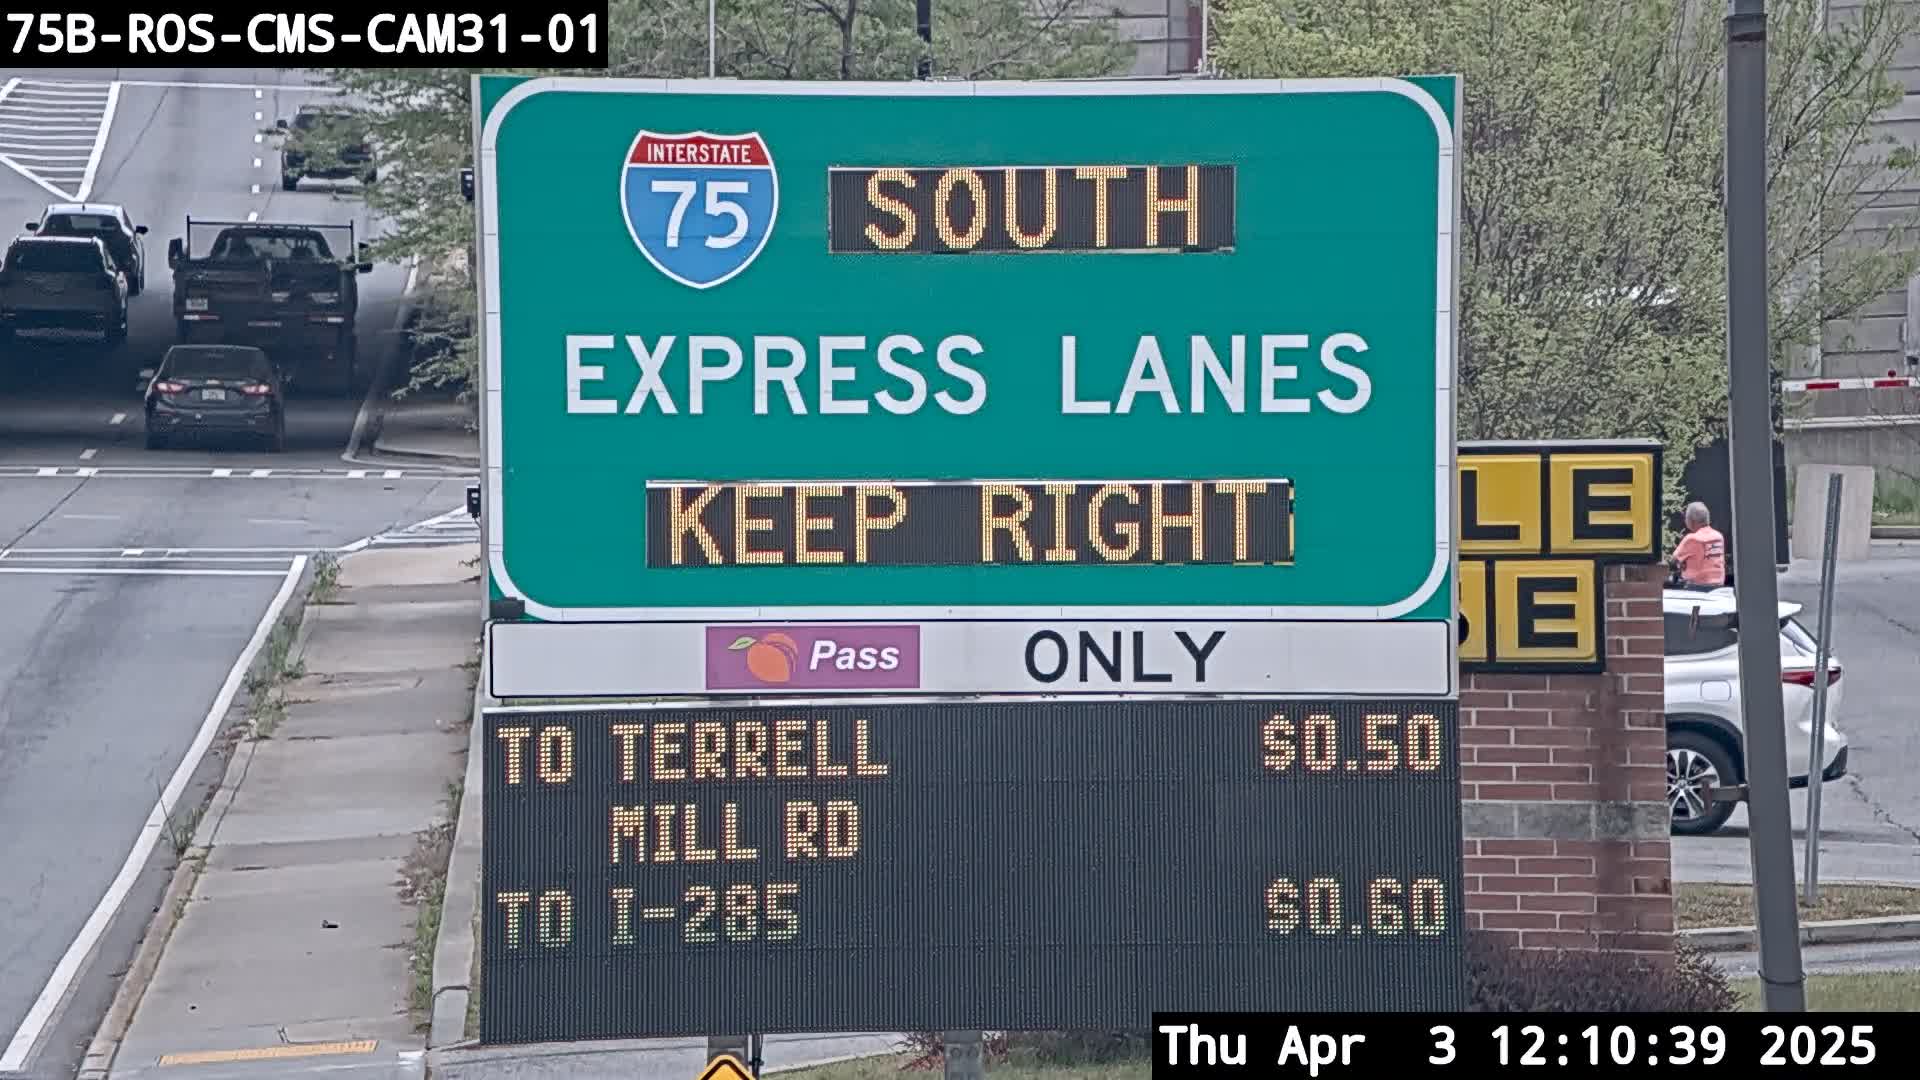 75B-ROS-CMS-CAM31-01
INTERSTATE
75
SOUTH
EXPRESS LANES
KEEP RIGHT
LE
E
Pass ONLY
TO TERRELL $0.50
MILL RD
TO I-285 $0.60
Thu Apr 3 12:10:39 2025